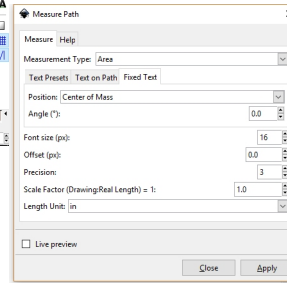 Measure Path
Measure Help
Measurement Type: Area
Text Presets Text on Path Fixed Text
Position: Center of Mass
Angle (°): 0.0
Font size (px): 16
Offset (px): 0.0
Precision: 3
Scale Factor (Drawing:Real Length) = 1: 1.0
Length Unit: in
Live preview
Close Apply